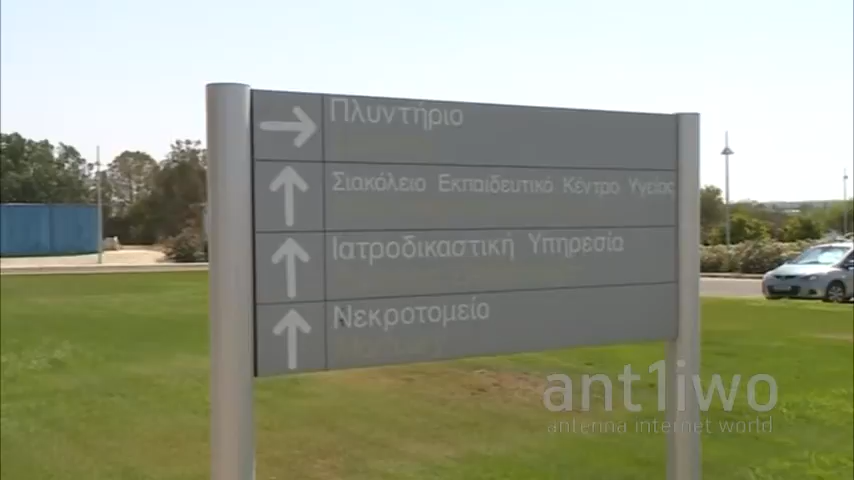 Πλυντήριο
Σιακόλειο Εκπαιδευτικό Κέντρο Υγείας
Ιατροδικαστική Υπηρεσία
Νεκροτομείο
ant1iwo
antenna internet world